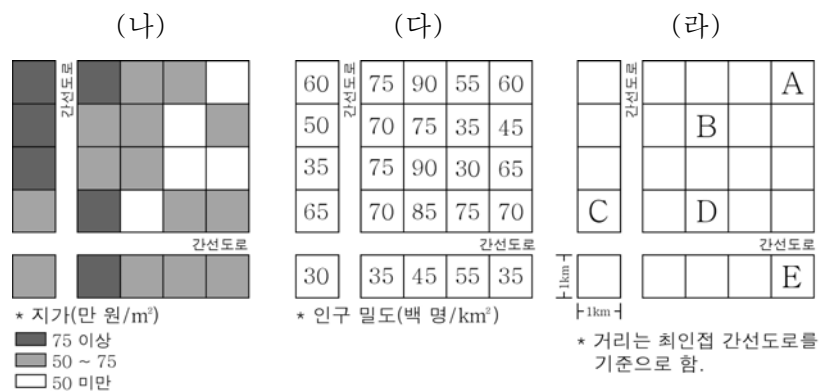 (나) (다) (라)
간선도로 간선도로 간선도로
60 75 90 55 60 A
50 70 75 35 45 B
35 75 90 30 65
65 70 85 75 70 C D
간선도로 간선도로 간선도로
30 35 45 55 35 1km E
* 지가(만 원/m²) * 인구 밀도(백 명/km²) 1km
75 이상 * 거리는 최인접 간선도로를
50 ~ 75 기준으로 함.
50 미만